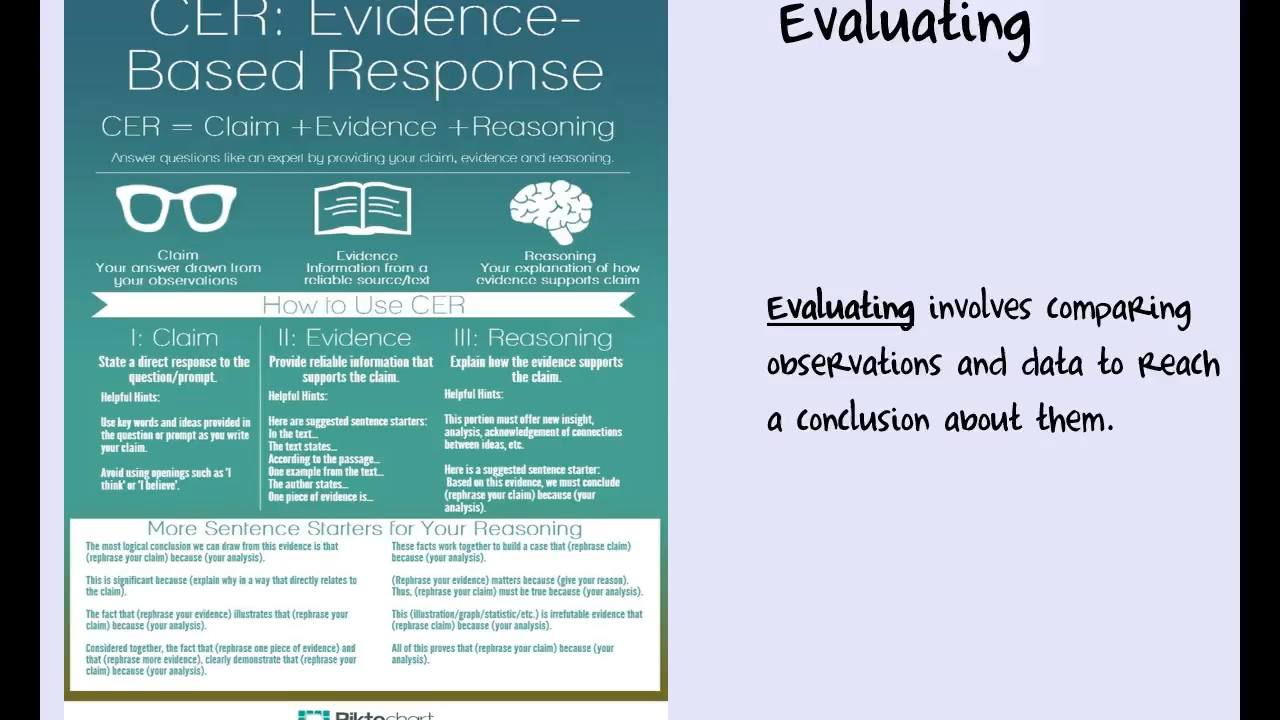 CER: Evidence-
Based Response
CER = Claim +Evidence +Reasoning
Answer questions like an expert by providing your claim, evidence and reasoning.
Claim
Your answer drawn from
your observations
Evidence
Information from a
reliable source/text
Reasoning
Your explanation of how
evidence supports claim
How to Use CER
I: Claim
State a direct response to the
question/prompt.
Helpful Hints:
Use key words and ideas provided in
the question or prompt as you write
your claim.
Avoid using openings such as 'I
think' or 'I believe'.
II: Evidence
Provide reliable information that
supports the claim.
Helpful Hints:
Here are suggested sentence starters:
In the text...
The text states...
According to the passage...
One example from the text...
The author states...
One piece of evidence is...
III: Reasoning
Explain how the evidence supports
the claim.
Helpful Hints:
This portion must offer new insight,
analysis, acknowledgement of connections
between ideas, etc.
Here is a suggested sentence starter:
Based on this evidence, we must conclude
(rephrase your claim) because (your
analysis).
More Sentence Starters for Your Reasoning
The most logical conclusion we can draw from this evidence is that
(rephrase your claim) because (your analysis).
This is significant because (explain why in a way that directly relates to
the claim).
The fact that (rephrase your evidence) illustrates that (rephrase your
claim) because (your analysis).
Considered together, the fact that (rephrase one piece of evidence) and
that (rephrase more evidence), clearly demonstrate that (rephrase your
claim) because (your analysis).
These facts work together to build a case that (rephrase claim)
because (your analysis).
(Rephrase your evidence) matters because (give your reason).
Thus, (rephrase your claim) must be true because (your analysis).
This (illustration/graph/statistic/etc.) is irrefutable evidence that
(rephrase claim) because (your analysis).
All of this proves that (rephrase your claim) because (your
analysis).
Piktochart
Evaluating
Evaluating involves comparing
observations and data to reach
a conclusion about them.